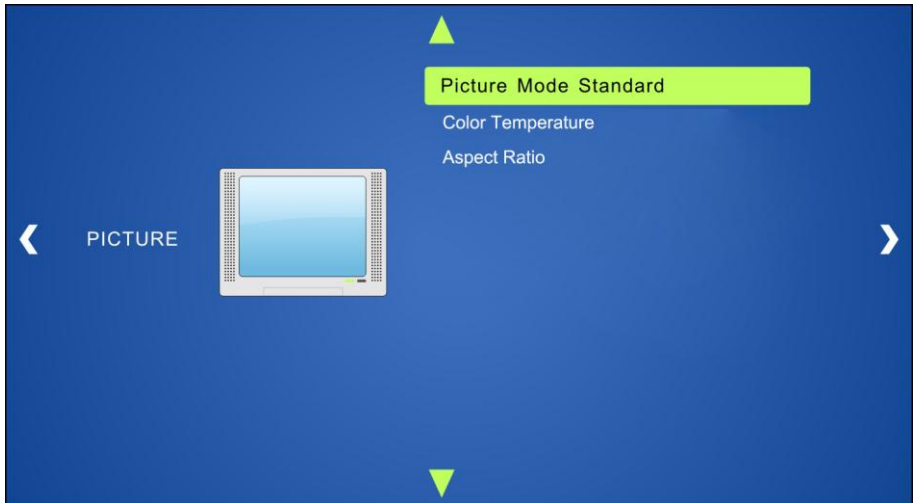 Picture Mode Standard
Color Temperature
Aspect Ratio
PICTURE